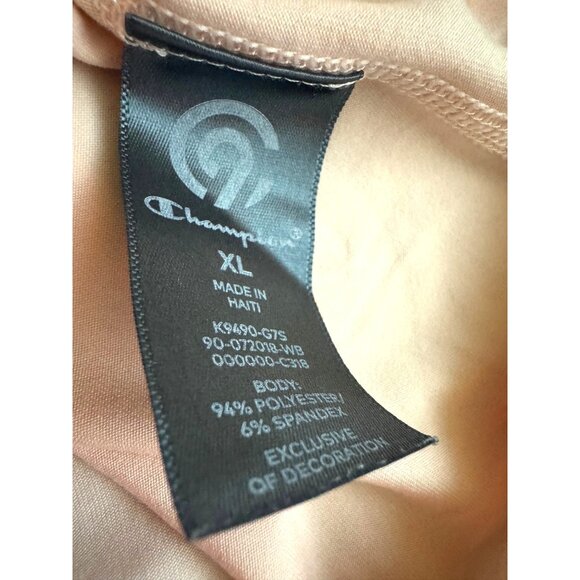 Champion®
XL
MADE IN
HAITI
K9490-G7S
90-072018-WB
000000-C318
BODY:
94% POLYESTER/
6% SPANDEX
EXCLUSIVE
OF DECORATION